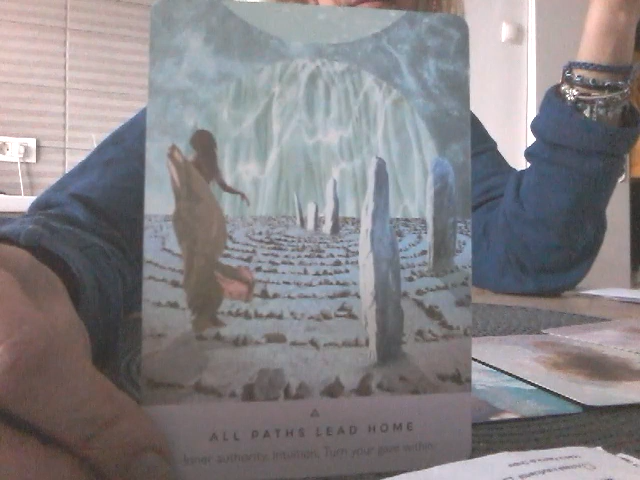 ALL PATHS LEAD HOME
Inner authority. Intuition. Turn your gaze within.